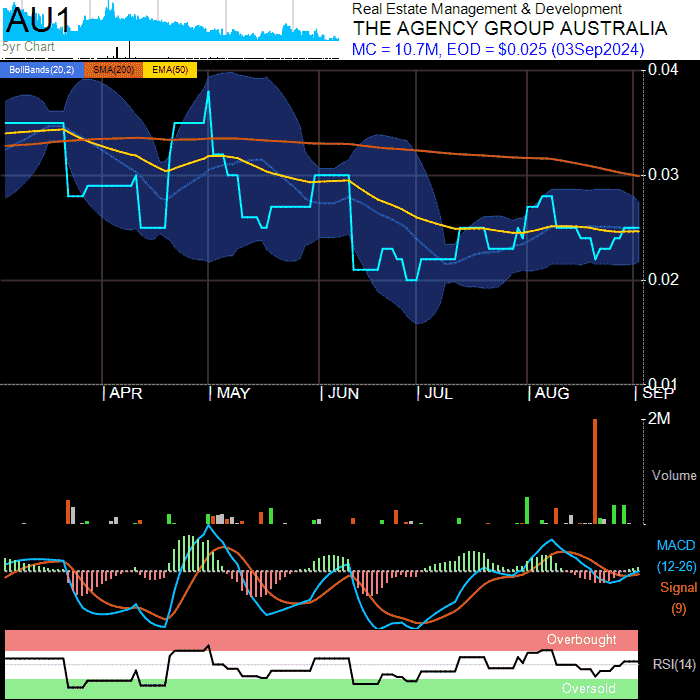 AU1
5yr Chart
Real Estate Management & Development
THE AGENCY GROUP AUSTRALIA
MC = 10.7M, EOD = $0.025 (03Sep2024)
BollBands(20,2) SMA(200) EMA(50)
0.04
0.03
0.02
0.01
APR MAY JUN JUL AUG SEP
2M
Volume
MACD
(12-26)
Signal
(9)
Overbought
RSI(14)
Oversold